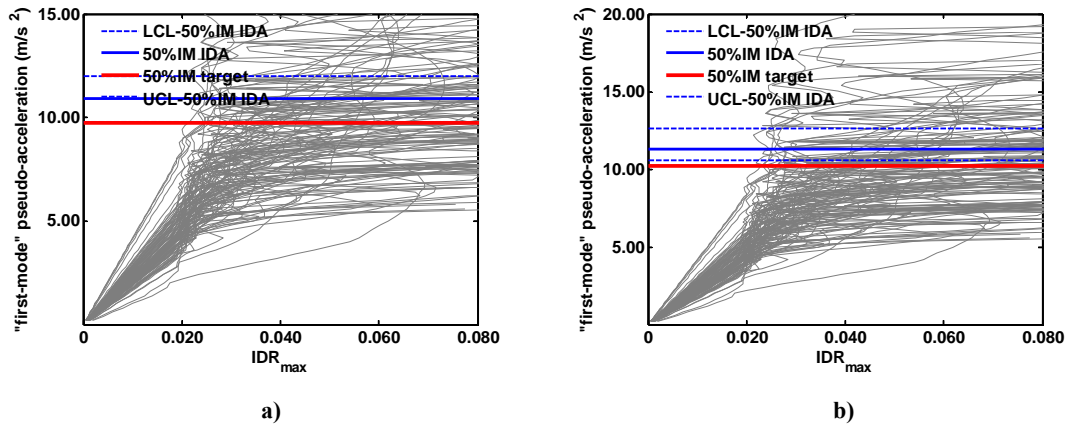 15.00
LCL-50%IM IDA
50%IM IDA
50%IM target
UCL-50%IM IDA
10.00
5.00
0 0.020 0.040 0.060 0.080
"first-mode" pseudo-acceleration (m/s 2)
IDRmax
a)
20.00
LCL-50%IM IDA
50%IM IDA
50%IM target
UCL-50%IM IDA
15.00
10.00
5.00
0 0.020 0.040 0.060 0.080
"first-mode" pseudo-acceleration (m/s 2)
IDRmax
b)